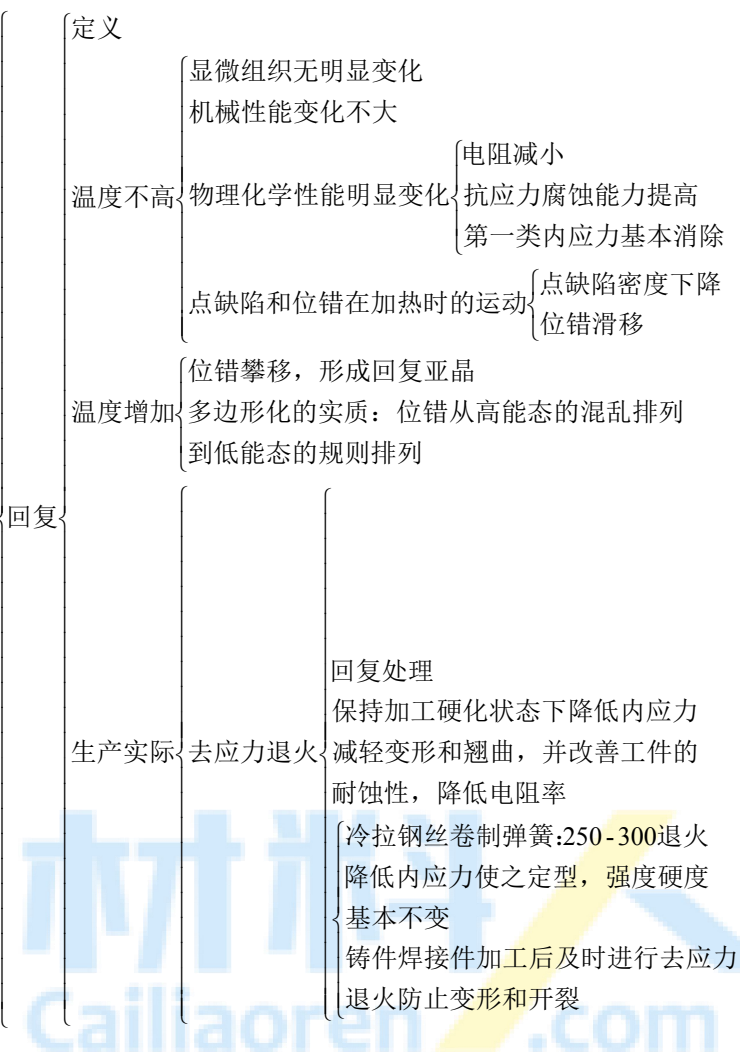 定义
显微组织无明显变化
机械性能变化不大
温度不高
物理化学性能明显变化
电阻减小
抗应力腐蚀能力提高
第一类内应力基本消除
点缺陷和位错在加热时的运动
点缺陷密度下降
位错滑移
温度增加
位错攀移，形成回复亚晶
多边形化的实质：位错从高能态的混乱排列
到低能态的规则排列
回复
生产实际
去应力退火
回复处理
保持加工硬化状态下降低内应力
减轻变形和翘曲，并改善工件的
耐蚀性，降低电阻率
冷拉钢丝卷制弹簧:250-300退火
降低内应力使之定型，强度硬度
基本不变
铸件焊接件加工后及时进行去应力
退火防止变形和开裂
材料人
Cailiaoren.com